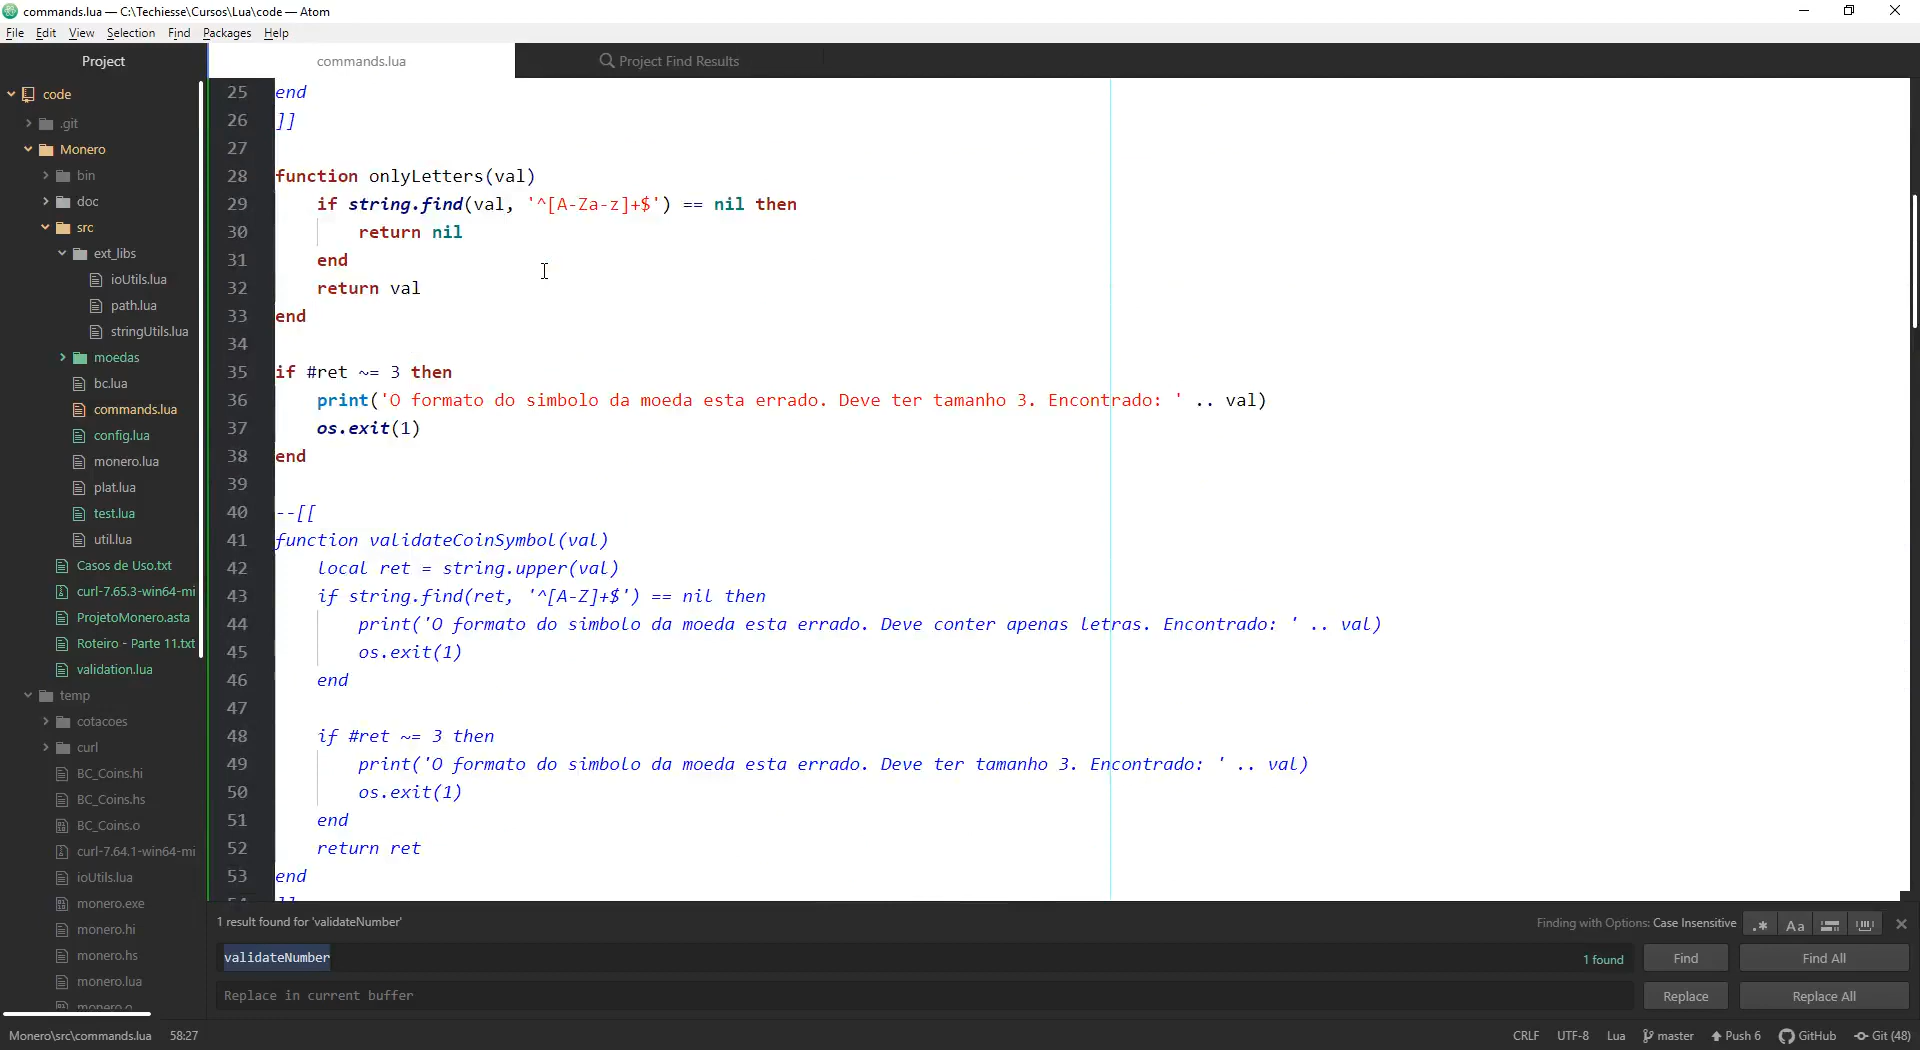 commands.lua — C:\Techiesse\Cursos\Lua\code — Atom
File Edit View Selection Find Packages Help
Project
code
.git
Monero
bin
doc
src
ext_libs
ioUtils.lua
path.lua
stringUtils.lua
moedas
bc.lua
commands.lua
config.lua
monero.lua
plat.lua
test.lua
util.lua
Casos de Uso.txt
curl-7.65.3-win64-mi
ProjetoMonero.asta
Roteiro - Parte 11.txt
validation.lua
temp
cotacoes
curl
BC_Coins.hi
BC_Coins.hs
BC_Coins.o
curl-7.64.1-win64-mi
ioUtils.lua
monero.exe
monero.hi
monero.hs
monero.lua
monero.o
commands.lua
Project Find Results
25 end
26 ]]
27
28 function onlyLetters(val)
29 if string.find(val, '^[A-Za-z]+$') == nil then
30 return nil
31 end
32 return val
33 end
34
35 if #ret ~= 3 then
36 print('O formato do simbolo da moeda esta errado. Deve ter tamanho 3. Encontrado: ' .. val)
37 os.exit(1)
38 end
39
40 --[[
41 function validateCoinSymbol(val)
42 local ret = string.upper(val)
43 if string.find(ret, '^[A-Z]+$') == nil then
44 print('O formato do simbolo da moeda esta errado. Deve conter apenas letras. Encontrado: ' .. val)
45 os.exit(1)
46 end
47
48 if #ret ~= 3 then
49 print('O formato do simbolo da moeda esta errado. Deve ter tamanho 3. Encontrado: ' .. val)
50 os.exit(1)
51 end
52 return ret
53 end
54 ]]
1 result found for 'validateNumber'
Finding with Options: Case Insensitive
.* Aa
validateNumber
1 found
Find Find All
Replace in current buffer
Replace Replace All
Monero\src\commands.lua 58:27
CRLF UTF-8 Lua master Push 6 GitHub Git (48)